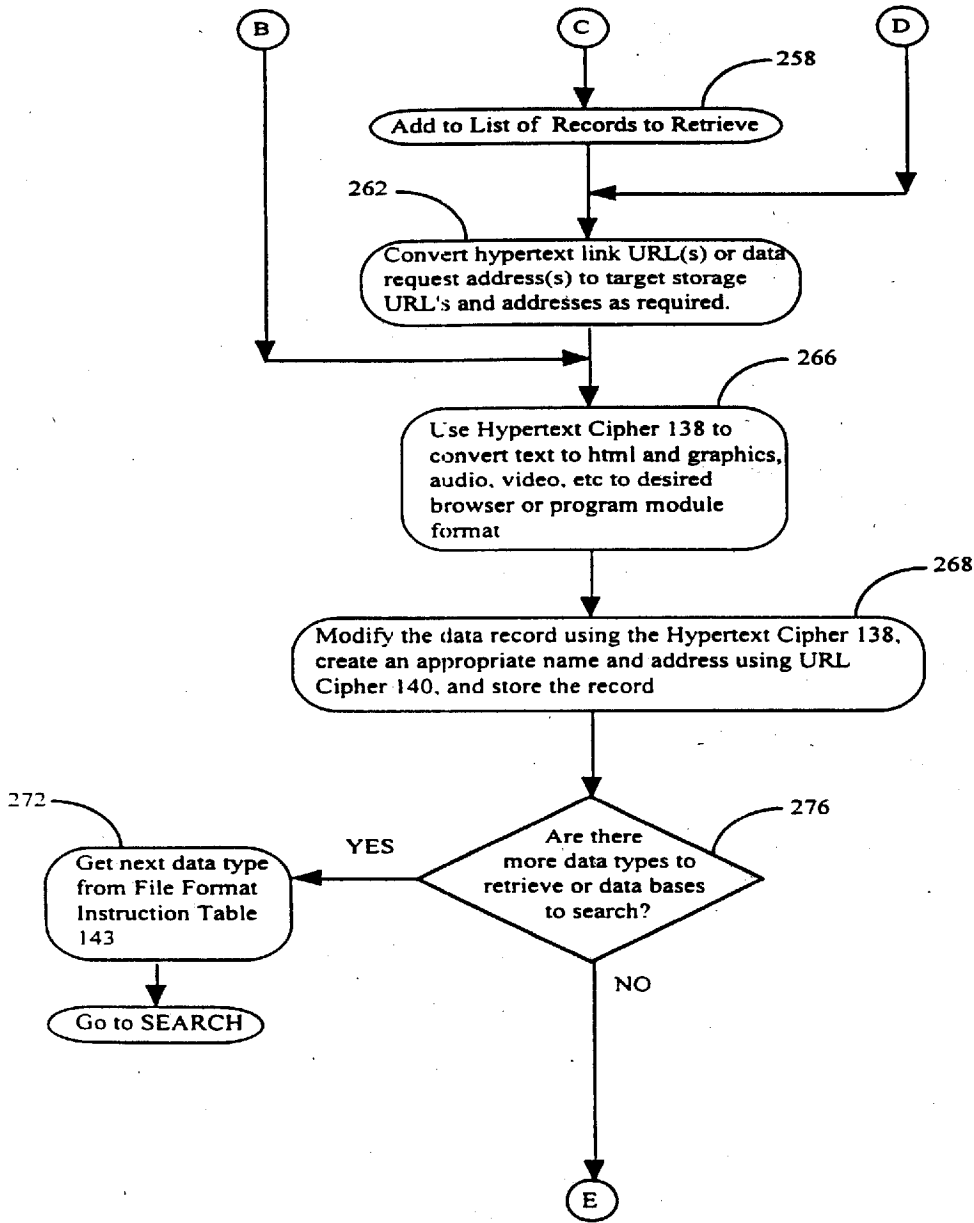 B
C
D
258
Add to List of Records to Retrieve
262
Convert hypertext link URL(s) or data
request address(s) to target storage
URL's and addresses as required.
266
Use Hypertext Cipher 138 to
convert text to html and graphics,
audio, video, etc to desired
browser or program module
format
268
Modify the data record using the Hypertext Cipher 138,
create an appropriate name and address using URL
Cipher 140, and store the record
272
276
Are there
more data types to
retrieve or data bases
to search?
YES
Get next data type
from File Format
Instruction Table
143
NO
Go to SEARCH
E